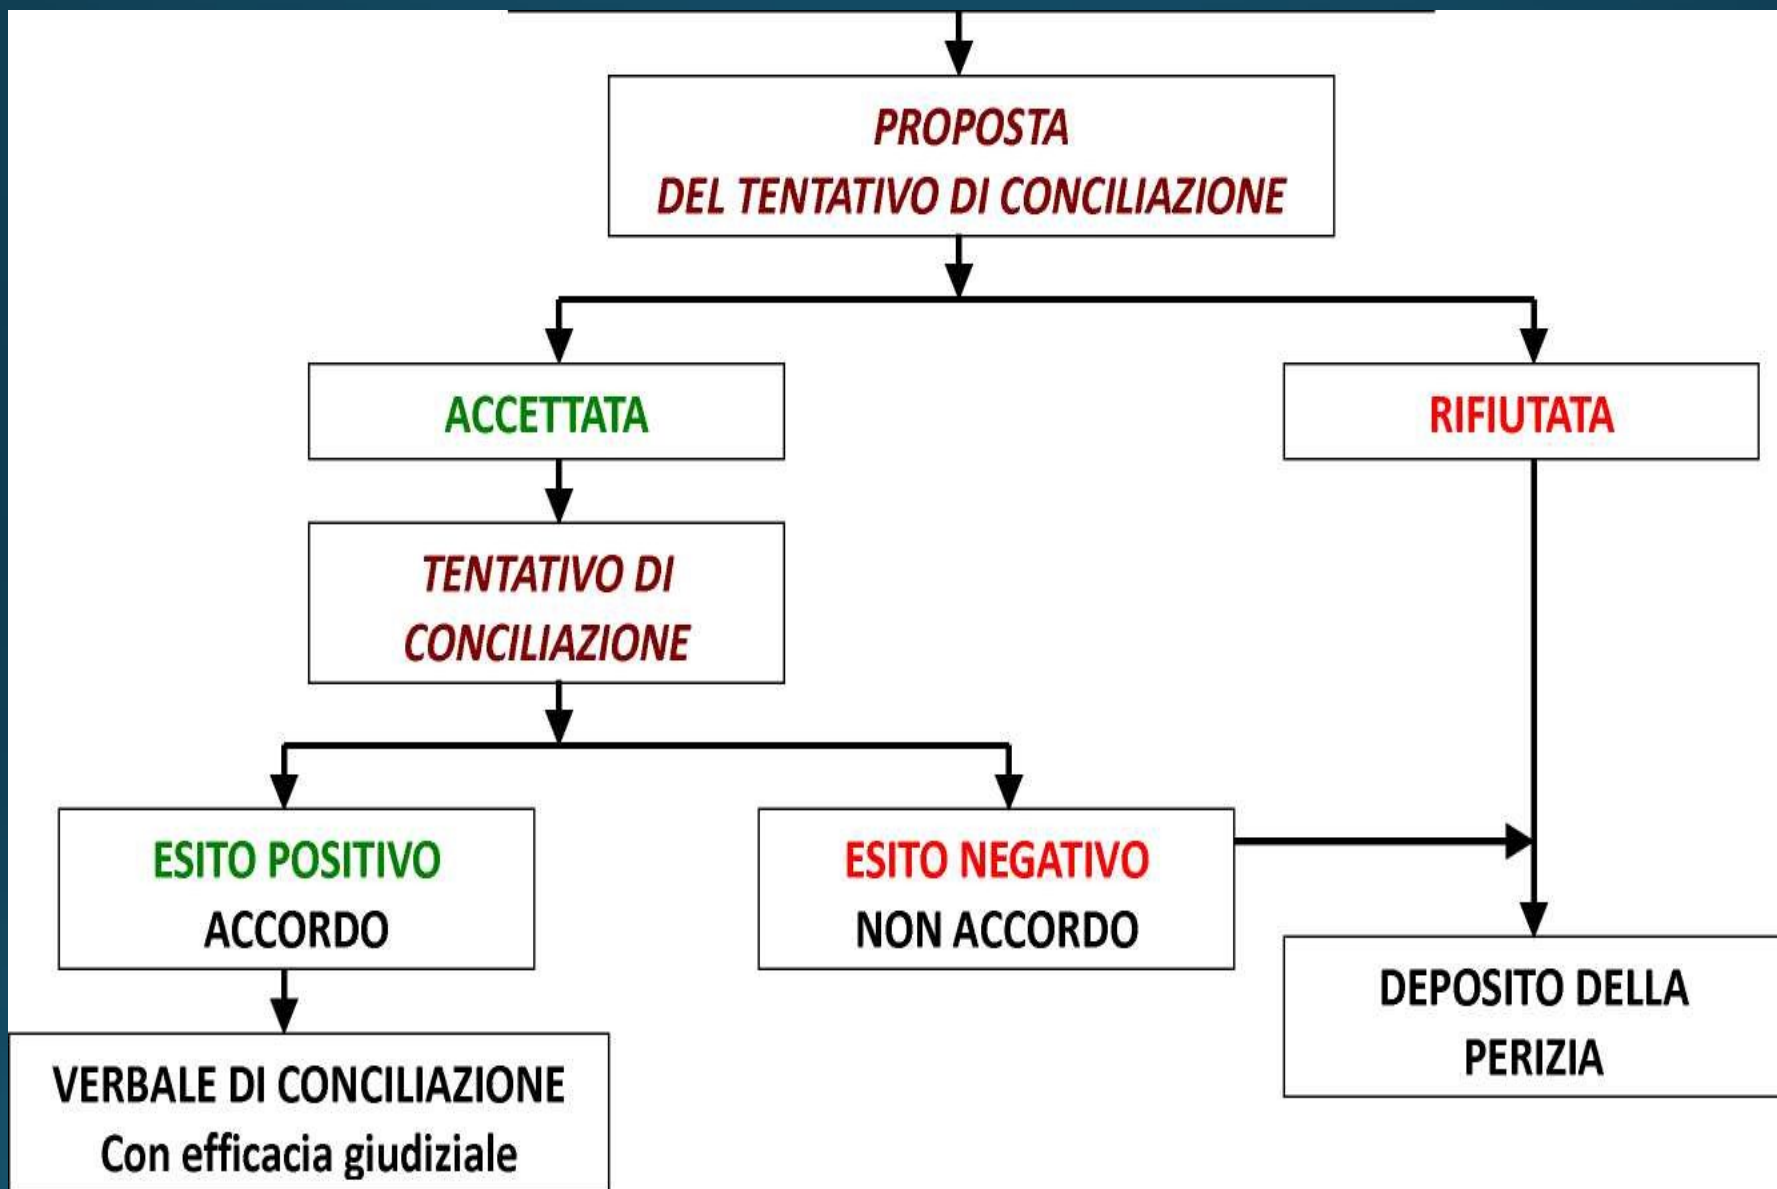 PROPOSTA
DEL TENTATIVO DI CONCILIAZIONE
ACCETTATA
RIFIUTATA
TENTATIVO DI
CONCILIAZIONE
ESITO POSITIVO
ACCORDO
ESITO NEGATIVO
NON ACCORDO
DEPOSITO DELLA
PERIZIA
VERBALE DI CONCILIAZIONE
Con efficacia giudiziale